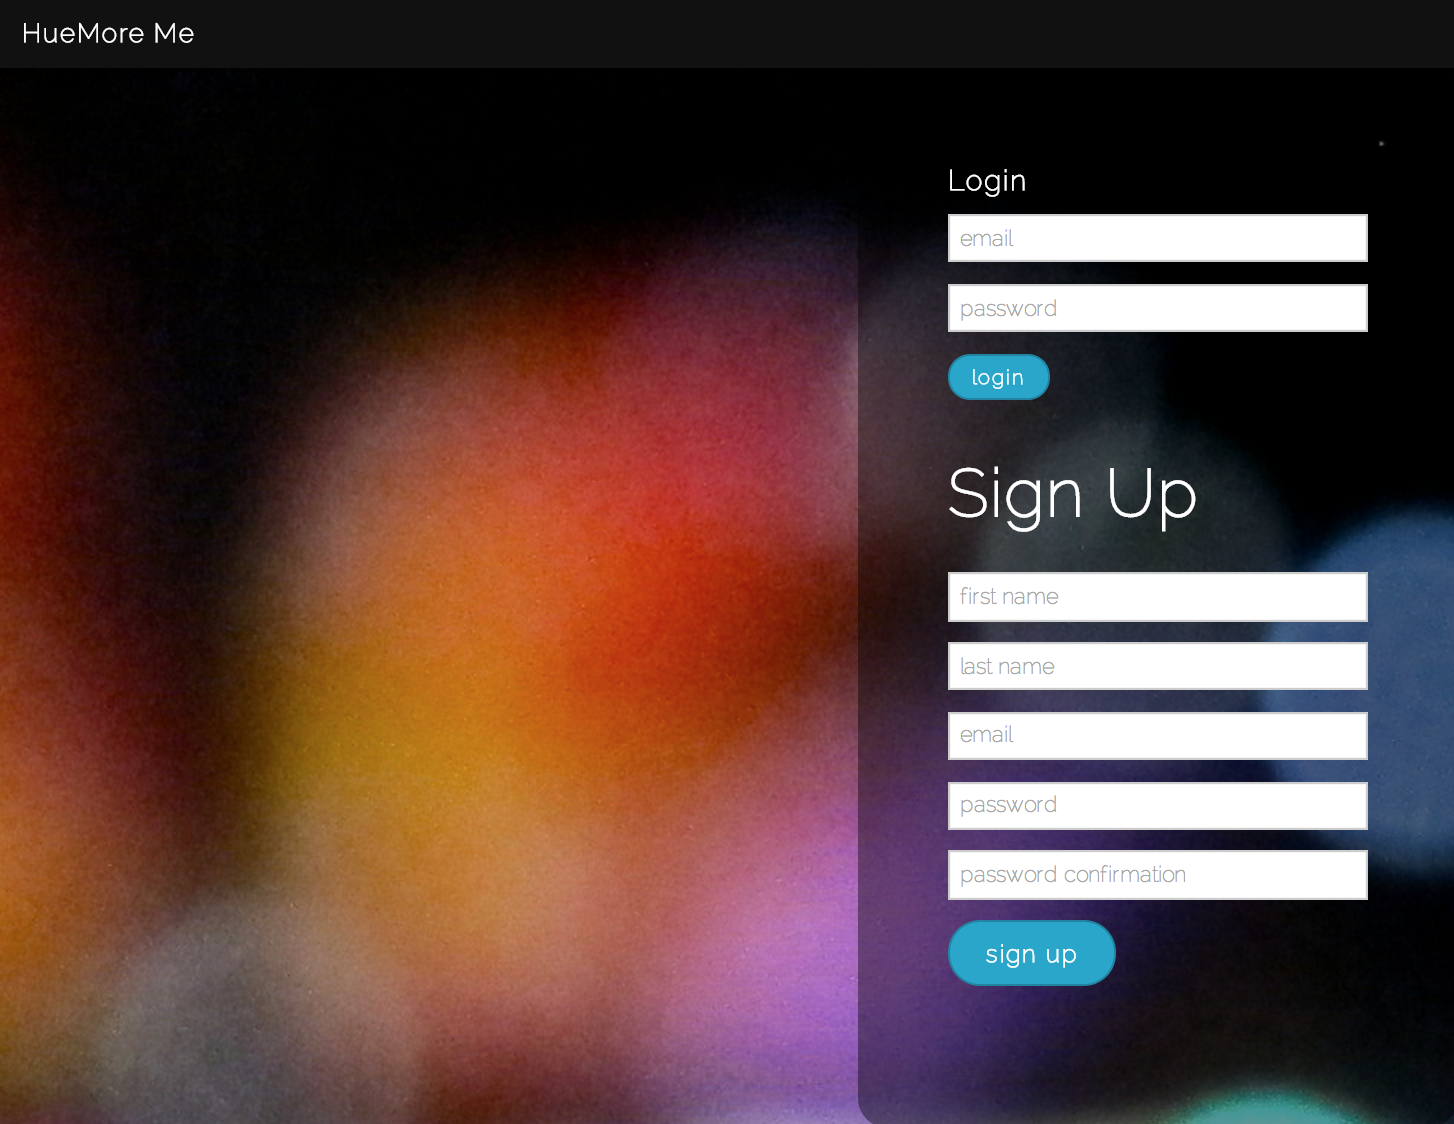 HueMore Me
Login
email
password
login
Sign Up
first name
last name
email
password
password confirmation
sign up